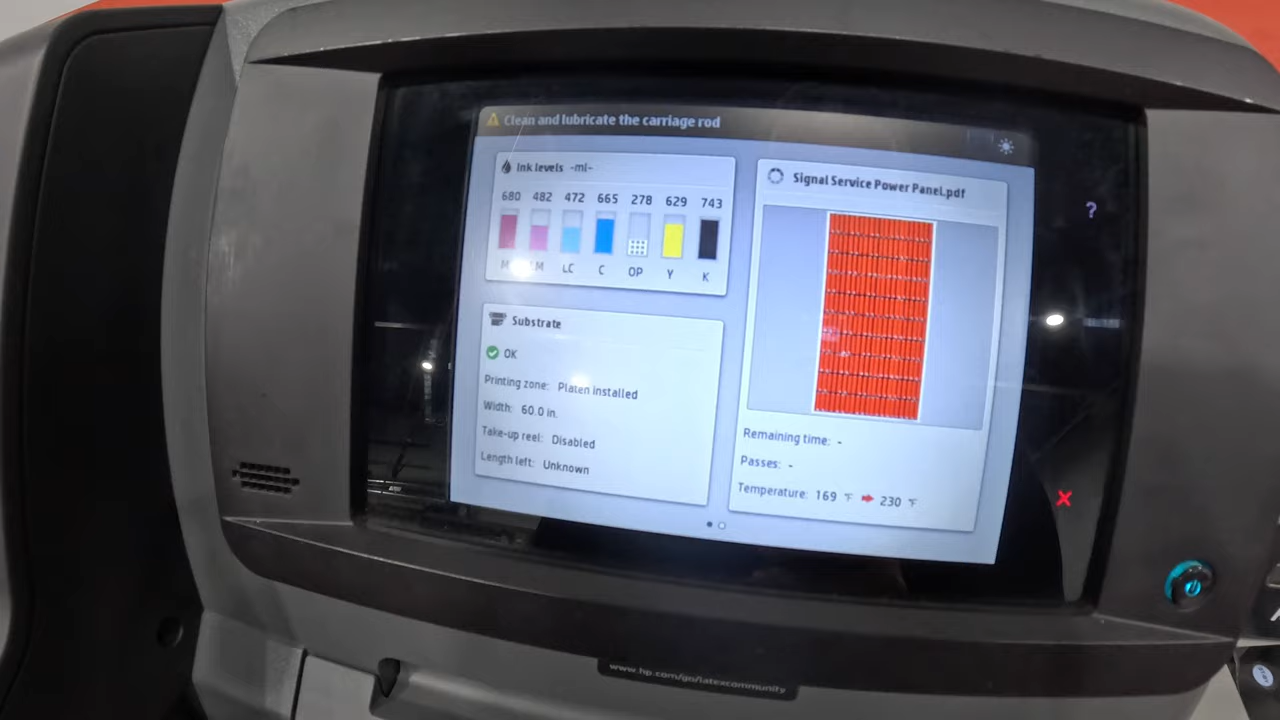 Clean and lubricate the carriage rod
Ink levels -ml-
680 482 472 665 278 629 743
M M LC C OP Y K
Substrate
OK
Printing zone: Platen installed
Width: 60.0 in.
Take-up reel: Disabled
Length left: Unknown
Signal Service Power Panel.pdf
Remaining time: -
Passes: -
Temperature: 169 °F 230 °F
?
www.hp.com/go/latexcommunity